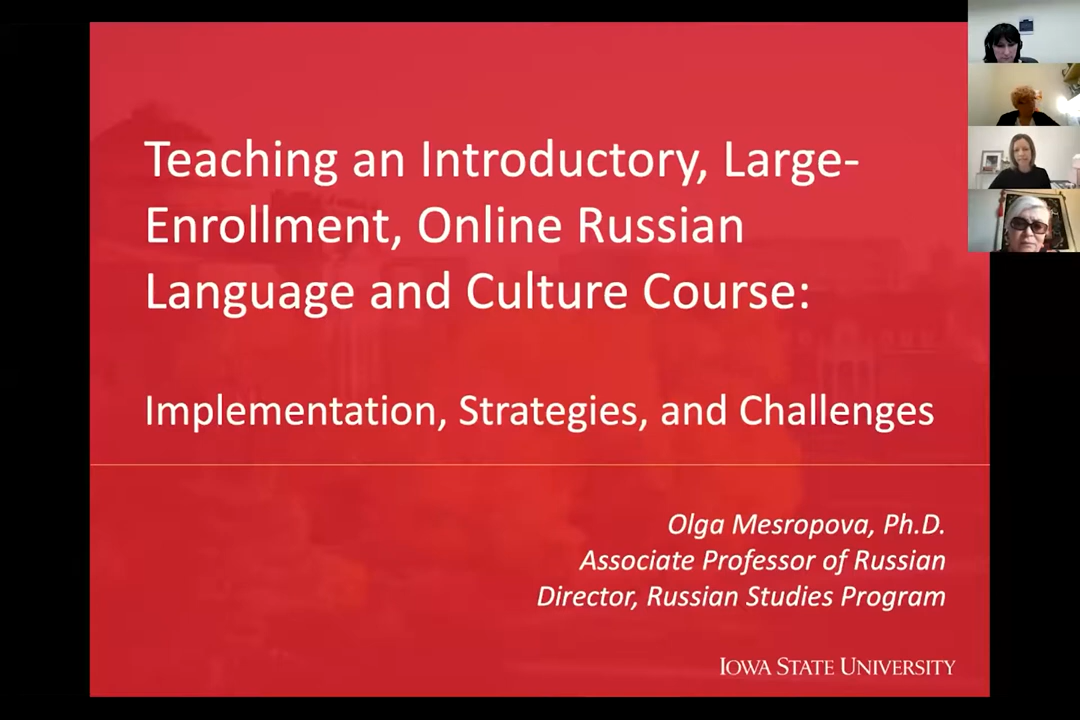 Teaching an Introductory, Large-
Enrollment, Online Russian
Language and Culture Course:
Implementation, Strategies, and Challenges
Olga Mesropova, Ph.D.
Associate Professor of Russian
Director, Russian Studies Program
IOWA STATE UNIVERSITY